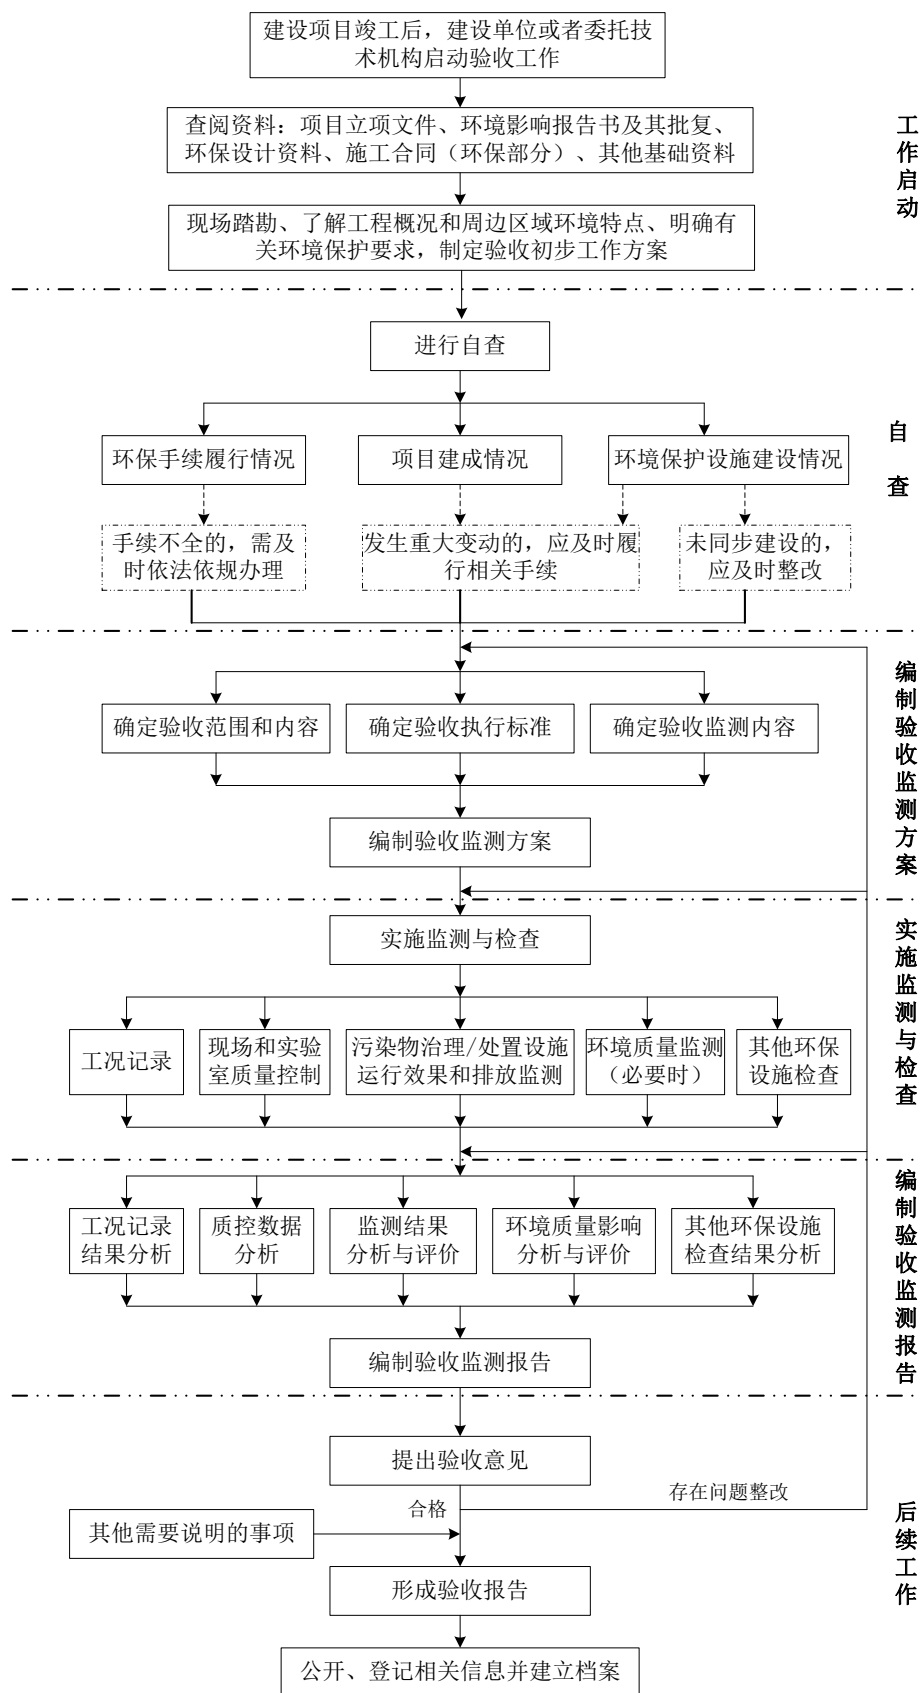 建设项目竣工后，建设单位或者委托技
术机构启动验收工作
查阅资料：项目立项文件、环境影响报告书及其批复、
环保设计资料、施工合同（环保部分）、其他基础资料
现场踏勘、了解工程概况和周边区域环境特点、明确有
关环境保护要求，制定验收初步工作方案
工作启动
进行自查
环保手续履行情况
项目建成情况
环境保护设施建设情况
手续不全的，需及
时依法依规办理
发生重大变动的，应及时履
行相关手续
未同步建设的，
应及时整改
自查
确定验收范围和内容
确定验收执行标准
确定验收监测内容
编制验收监测方案
编制验收监测方案
实施监测与检查
工况记录
现场和实验
室质量控制
污染物治理/处置设施
运行效果和排放监测
环境质量监测
（必要时）
其他环保
设施检查
实施监测与检查
工况记录
结果分析
质控数据
分析
监测结果
分析与评价
环境质量影响
分析与评价
其他环保设施
检查结果分析
编制验收监测报告
编制验收监测报告
提出验收意见
合格
存在问题整改
其他需要说明的事项
形成验收报告
公开、登记相关信息并建立档案
后续工作